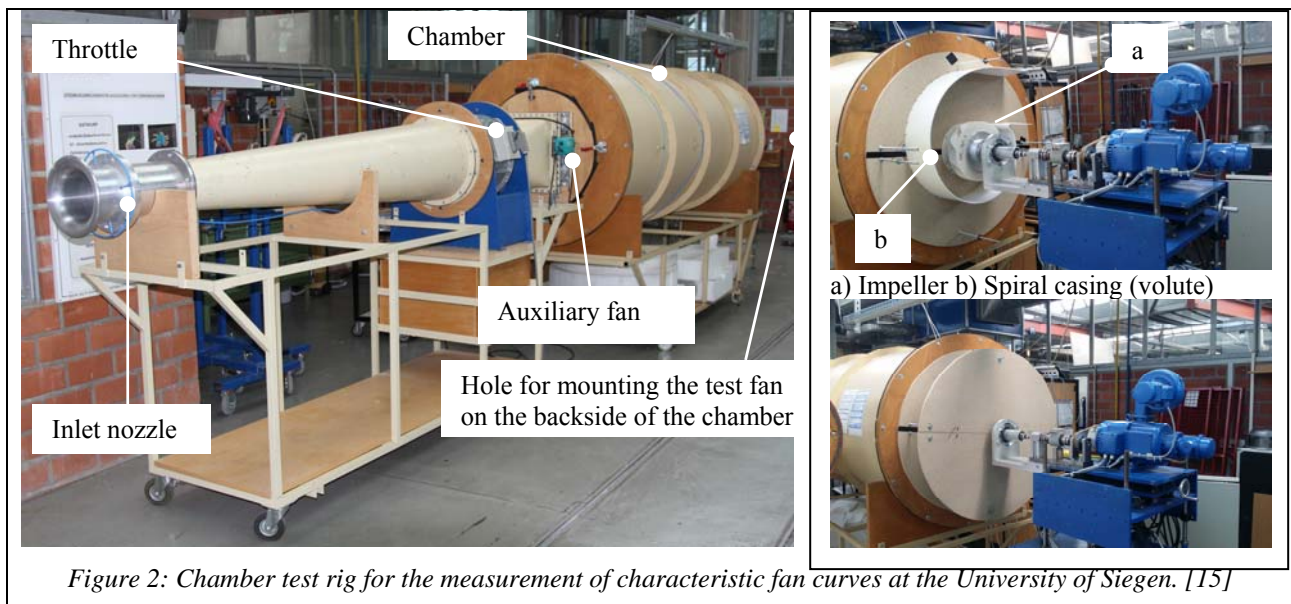 Throttle
Chamber
a
b
a) Impeller b) Spiral casing (volute)
Auxiliary fan
Hole for mounting the test fan
on the backside of the chamber
Inlet nozzle
Figure 2: Chamber test rig for the measurement of characteristic fan curves at the University of Siegen. [15]